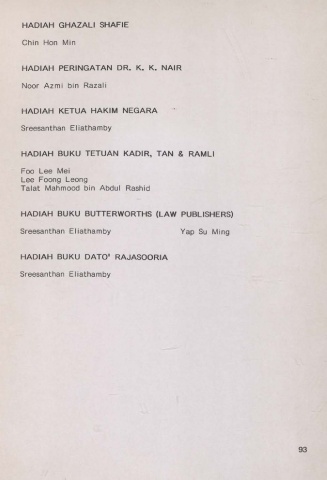 HADIAH GHAZALI SHAFIE
Chin Hon Min
HADIAH PERINGATAN DR. K. K. NAIR
Noor Azmi bin Razali
HADIAH KETUA HAKIM NEGARA
Sreesanthan Eliathamby
HADIAH BUKU TETUAN KADIR, TAN & RAMLI
Foo Lee Mei
Lee Foong Leong
Talat Mahmood bin Abdul Rashid
HADIAH BUKU BUTTERWORTHS (LAW PUBLISHERS)
Sreesanthan Eliathamby Yap Su Ming
HADIAH BUKU DATO' RAJASOORIA
Sreesanthan Eliathamby
93